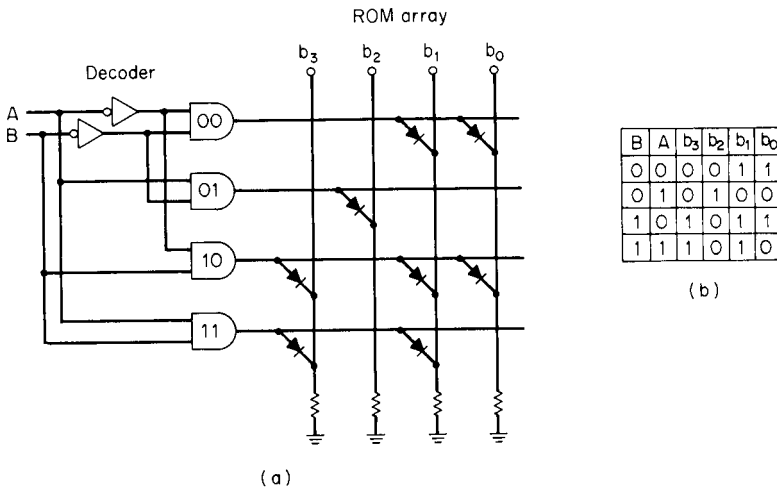 ROM array
b3 b2 b1 b0
Decoder
A
B
00
01
10
11
(a)
B A b3 b2 b1 b0
0 0 0 0 1 1
0 1 0 1 0 0
1 0 1 0 1 1
1 1 1 0 1 0
(b)